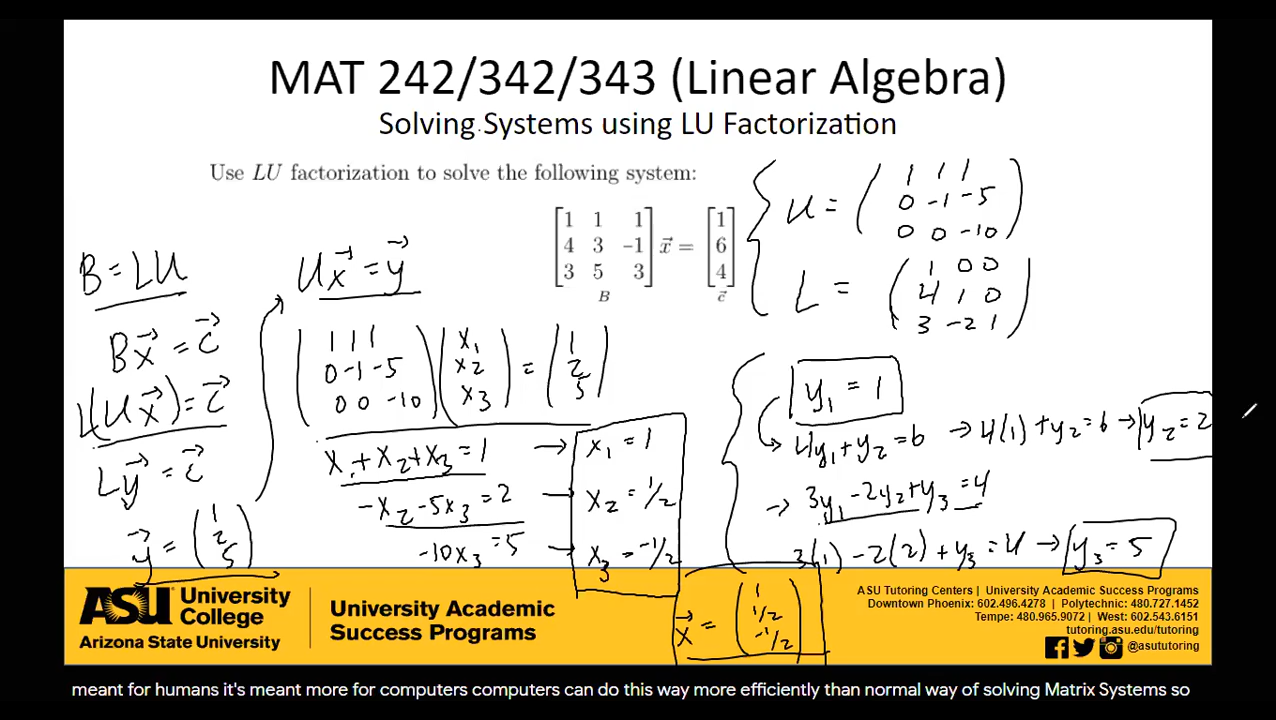 MAT 242/342/343 (Linear Algebra)
Solving Systems using LU Factorization
Use LU factorization to solve the following system:
[1 1 1] [1]
[4 3 -1] x⃗ = [6]
[3 5 3] [4]
B c⃗
U = (1 1 1
0 -1 -5
0 0 -10)
L = (1 0 0
4 1 0
3 -2 1)
B = LU
Bx⃗ = c⃗
L(Ux⃗) = c⃗
Ly⃗ = c⃗
y⃗ = (1
2
5)
Ux⃗ = y⃗
(1 1 1) (x₁) (1)
(0 -1 -5) (x₂) = (2)
(0 0 -10) (x₃) (5)
x₁+x₂+x₃=1 → x₁ = 1
-x₂-5x₃=2 → x₂ = 1/2
-10x₃=5 → x₃ = -1/2
y₁ = 1
→ 4y₁+y₂=6 → 4(1)+y₂=6 → y₂=2
→ 3y₁-2y₂+y₃=4
3(1)-2(2)+y₃=4 → y₃=5
x⃗ = (1
1/2
-1/2)
ASU University College
Arizona State University
University Academic
Success Programs
ASU Tutoring Centers | University Academic Success Programs
Downtown Phoenix: 602.496.4278 | Polytechnic: 480.727.1452
Tempe: 480.965.9072 | West: 602.543.6151
tutoring.asu.edu/tutoring
@asututoring
meant for humans it's meant more for computers computers can do this way more efficiently than normal way of solving Matrix Systems so